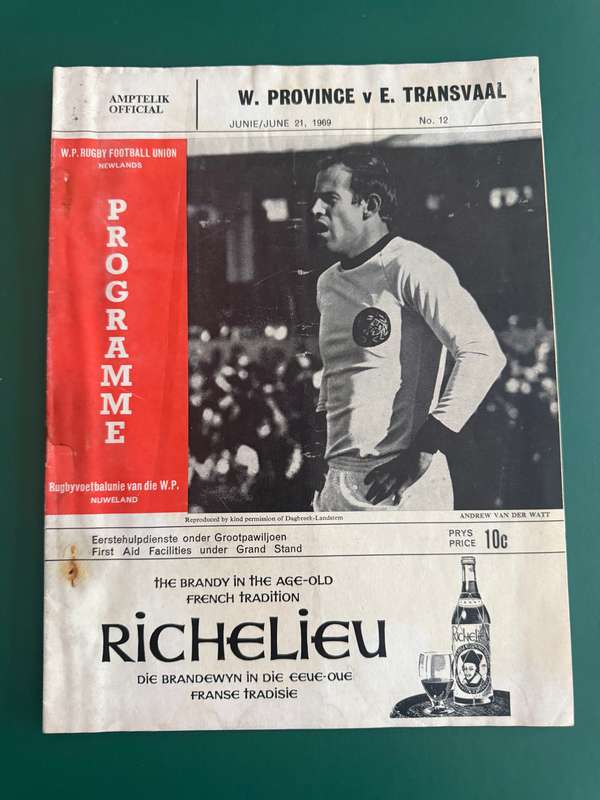 AMPTELIK
OFFICIAL
W. PROVINCE v E. TRANSVAAL
JUNIE/JUNE 21, 1969
No. 12
W.P. RUGBY FOOTBALL UNION
NEWLANDS
PROGRAMME
Rugbyvoetbalunie van die W.P.
NUWELAND
Reproduced by kind permission of Dagbreek-Landstem
ANDREW VAN DER WATT
Eerstehulpdienste onder Grootpawiljoen
First Aid Facilities under Grand Stand
PRYS
PRICE 10c
THE BRANDY IN THE AGE-OLD
FRENCH TRADITION
RICHELIEU
DIE BRANDEWYN IN DIE EEUE-OUE
FRANSE TRADISIE
RICHELIEU